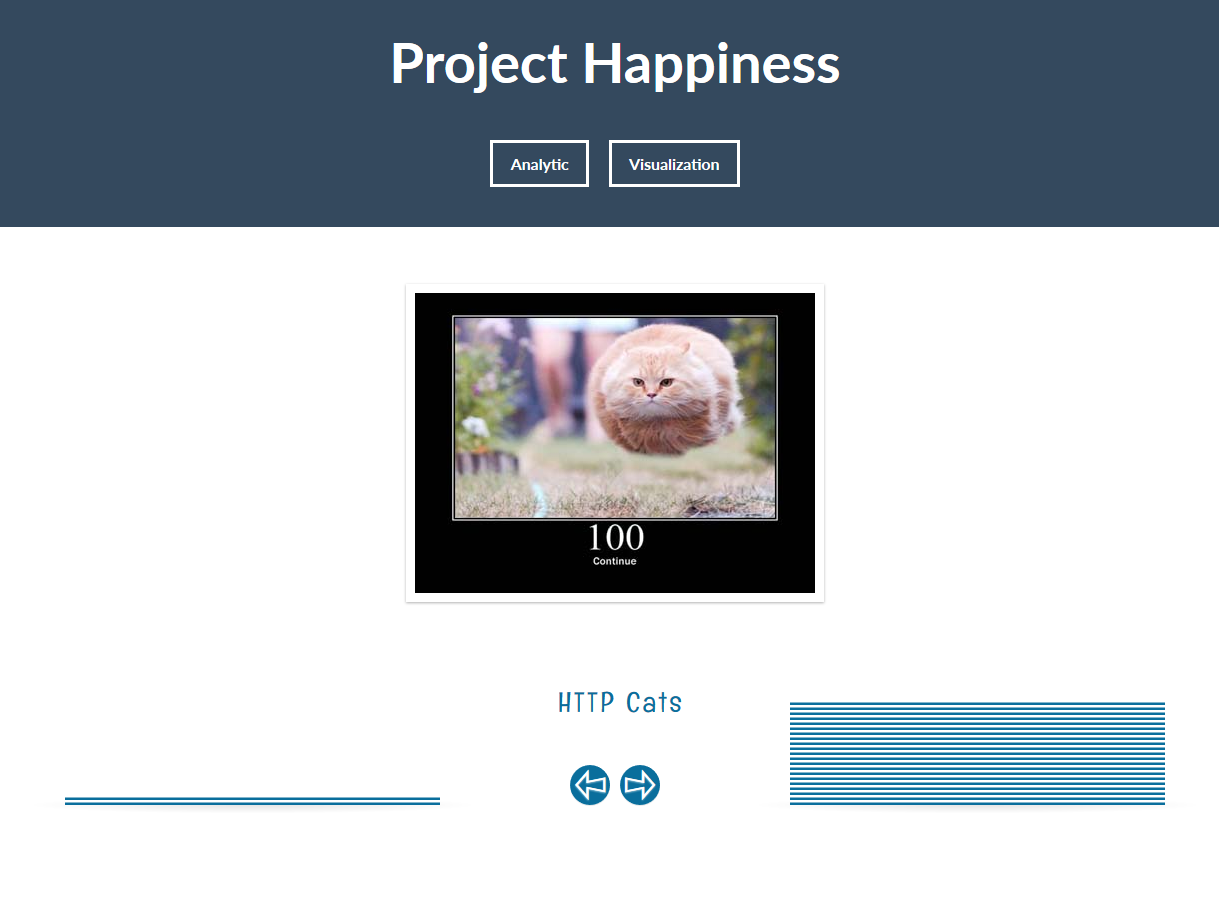 Project Happiness
Analytic
Visualization
100
Continue
HTTP Cats